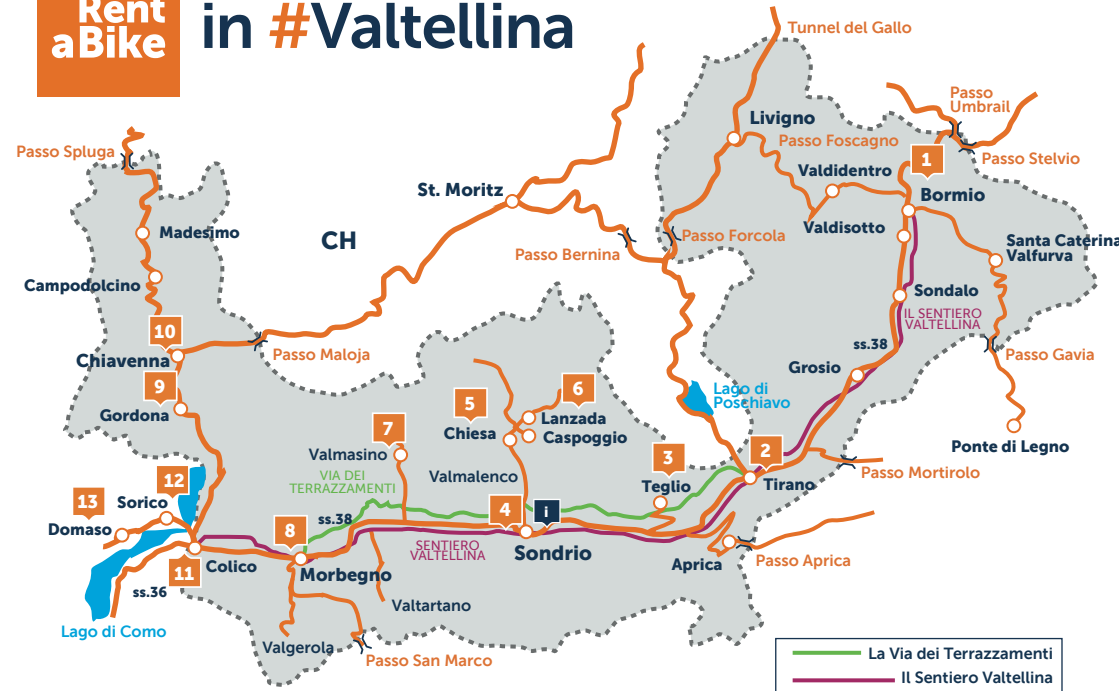 Rent
aBike
in #Valtellina
Tunnel del Gallo
Passo
Umbrail
Livigno
Passo Foscagno
Passo Stelvio
Passo Spluga
1
Valdidentro
St. Moritz
Bormio
Madesimo
CH
Valdisotto
Passo Forcola
Santa Caterina
Valfurva
Passo Bernina
Campodolcino
Sondalo
IL SENTIERO
VALTELLINA
10
ss.38
Chiavenna
Passo Maloja
Passo Gavia
Grosio
9
Lago di
Poschiavo
6
5
Gordona
Lanzada
7
Chiesa
Caspoggio
Ponte di Legno
Valmasino
2
3
VIA DEI
TERRAZZAMENTI
Valmalenco
Passo Mortirolo
12
Teglio
Tirano
13
Sorico
4
i
ss.38
Domaso
8
SENTIERO
VALTELLINA
Sondrio
Colico
Aprica
Passo Aprica
11
Morbegno
ss.36
Valtartano
Lago di Como
Valgerola
Passo San Marco
La Via dei Terrazzamenti
Il Sentiero Valtellina